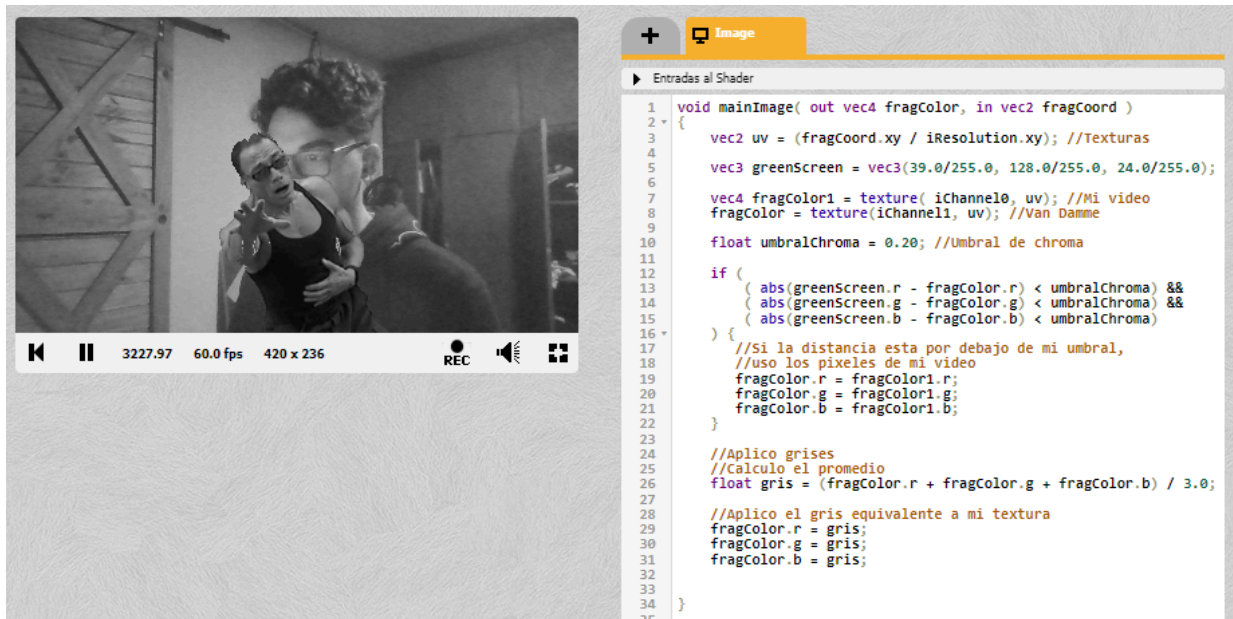 3227.97 60.0 fps 420 x 236 REC
+ Image
Entradas al Shader
1 void mainImage( out vec4 fragColor, in vec2 fragCoord )
2 {
3 vec2 uv = (fragCoord.xy / iResolution.xy); //Texturas
4
5 vec3 greenScreen = vec3(39.0/255.0, 128.0/255.0, 24.0/255.0);
6
7 vec4 fragColor1 = texture( iChannel0, uv); //Mi video
8 fragColor = texture(iChannel1, uv); //Van Damme
9
10 float umbralChroma = 0.20; //Umbral de chroma
11
12 if (
13 ( abs(greenScreen.r - fragColor.r) < umbralChroma) &&
14 ( abs(greenScreen.g - fragColor.g) < umbralChroma) &&
15 ( abs(greenScreen.b - fragColor.b) < umbralChroma)
16 ) {
17 //Si la distancia esta por debajo de mi umbral,
18 //uso los pixeles de mi video
19 fragColor.r = fragColor1.r;
20 fragColor.g = fragColor1.g;
21 fragColor.b = fragColor1.b;
22 }
23
24 //Aplico grises
25 //Calculo el promedio
26 float gris = (fragColor.r + fragColor.g + fragColor.b) / 3.0;
27
28 //Aplico el gris equivalente a mi textura
29 fragColor.r = gris;
30 fragColor.g = gris;
31 fragColor.b = gris;
32
33
34 }